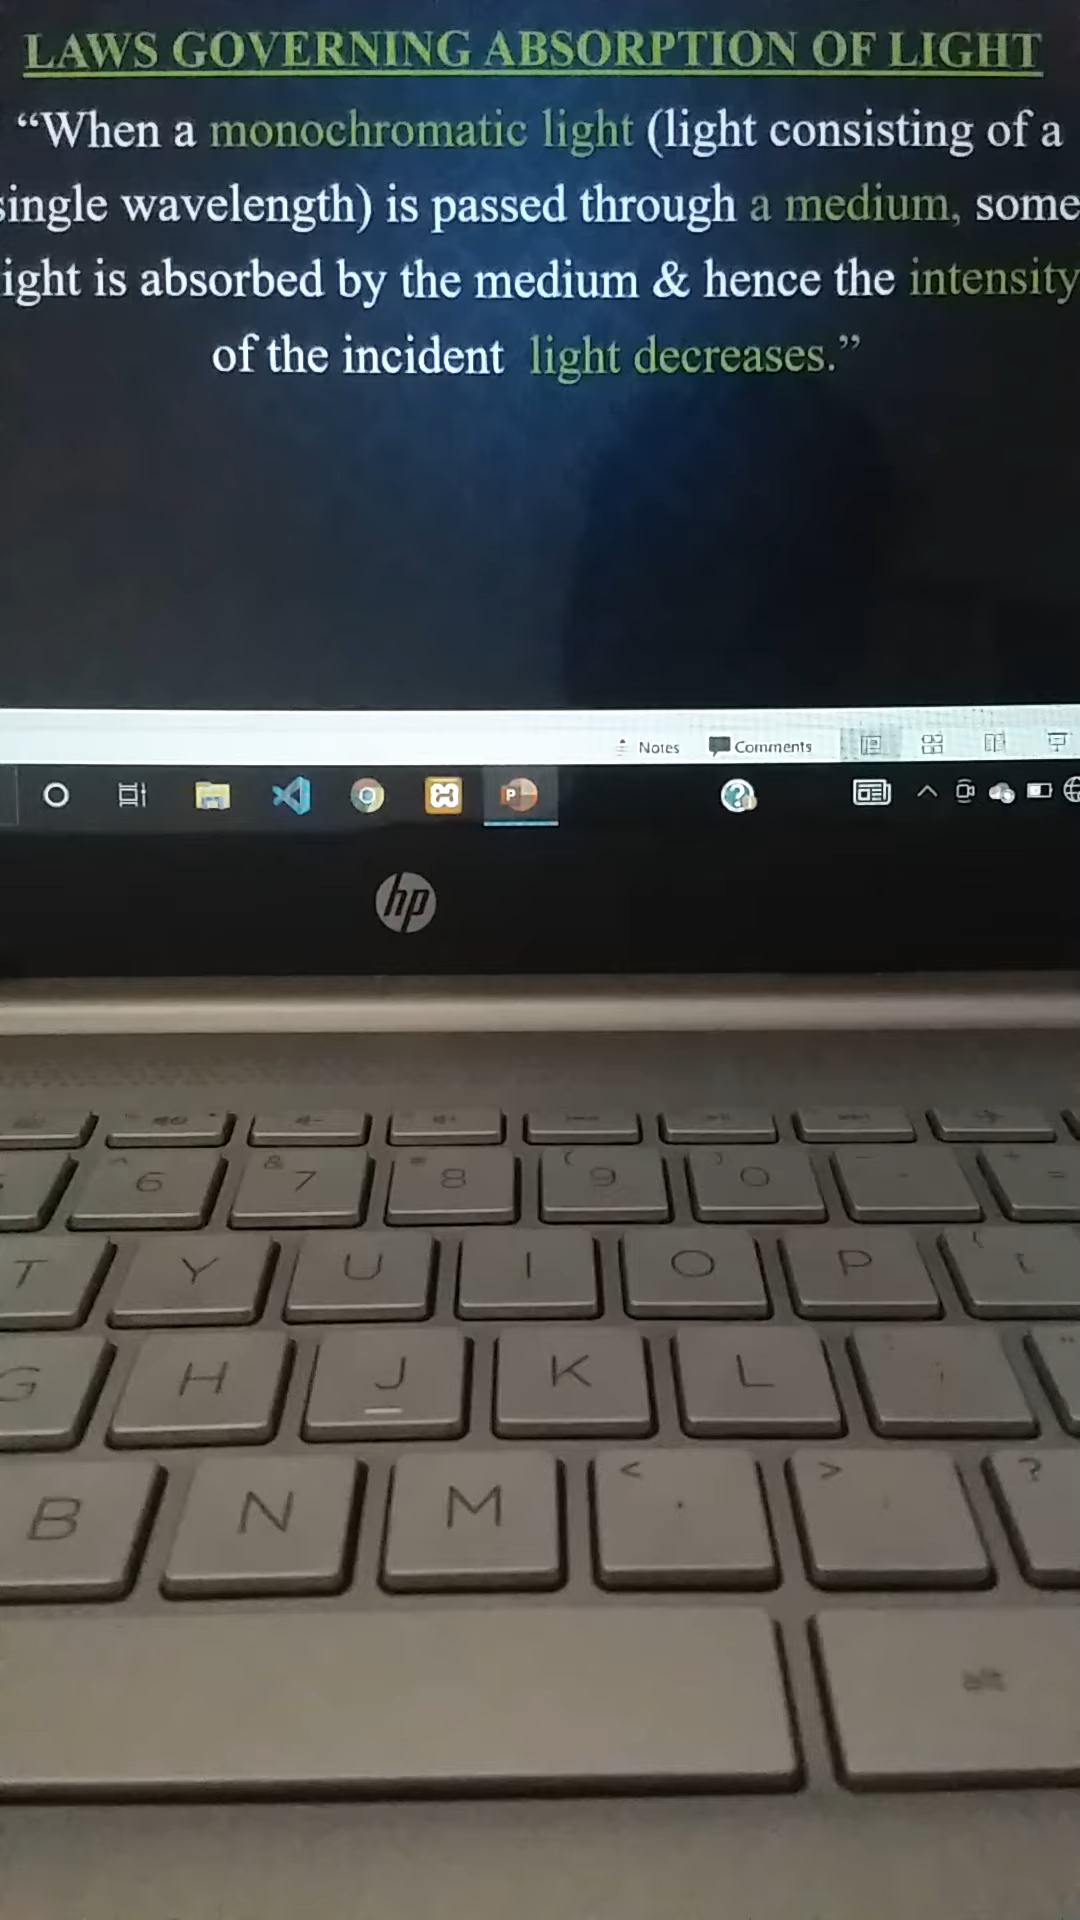 LAWS GOVERNING ABSORPTION OF LIGHT
“When a monochromatic light (light consisting of a
single wavelength) is passed through a medium, some
ight is absorbed by the medium & hence the intensity
of the incident light decreases.”
Notes Comments
hp
^ 6 & 7 * 8 ( 9 ) 0 - + =
T Y U I O P { [
G H J K L ; "
B N M < , > . ?
alt